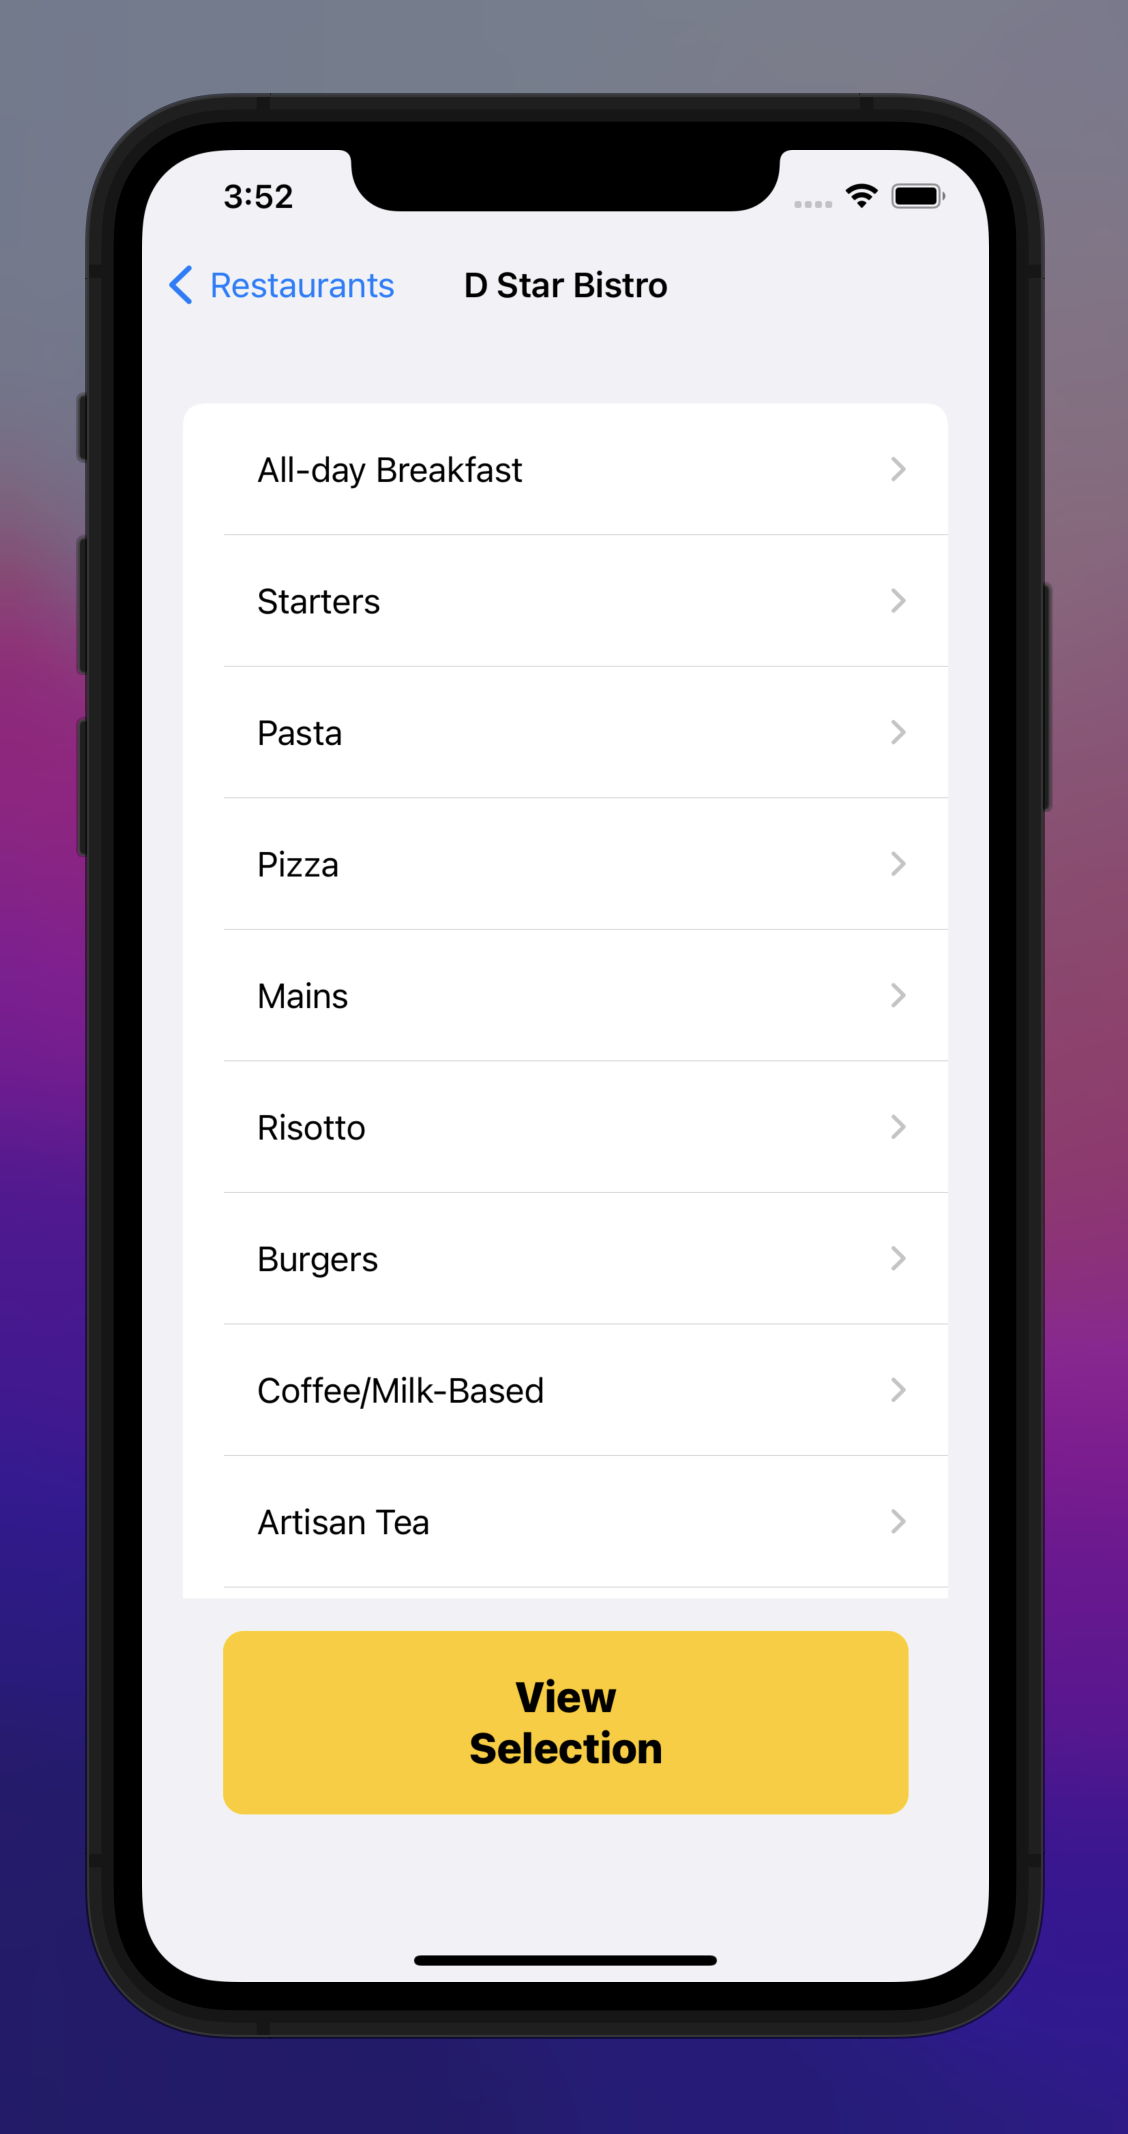 3:52
Restaurants
D Star Bistro
All-day Breakfast
Starters
Pasta
Pizza
Mains
Risotto
Burgers
Coffee/Milk-Based
Artisan Tea
View
Selection